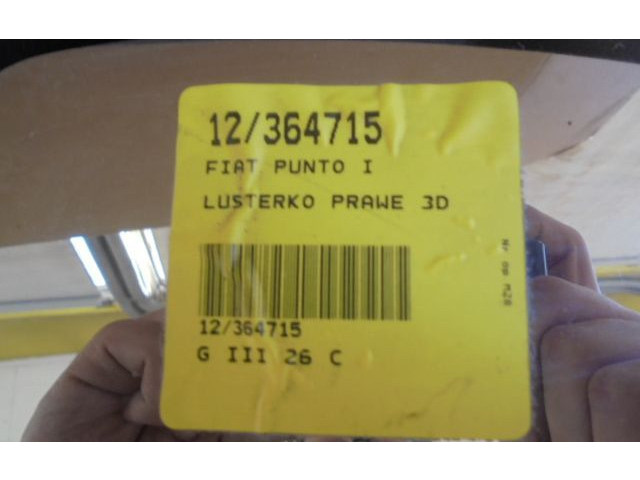 12/364715
FIAT PUNTO I
LUSTERKO PRAWE 3D
12/364715
G III 26 C